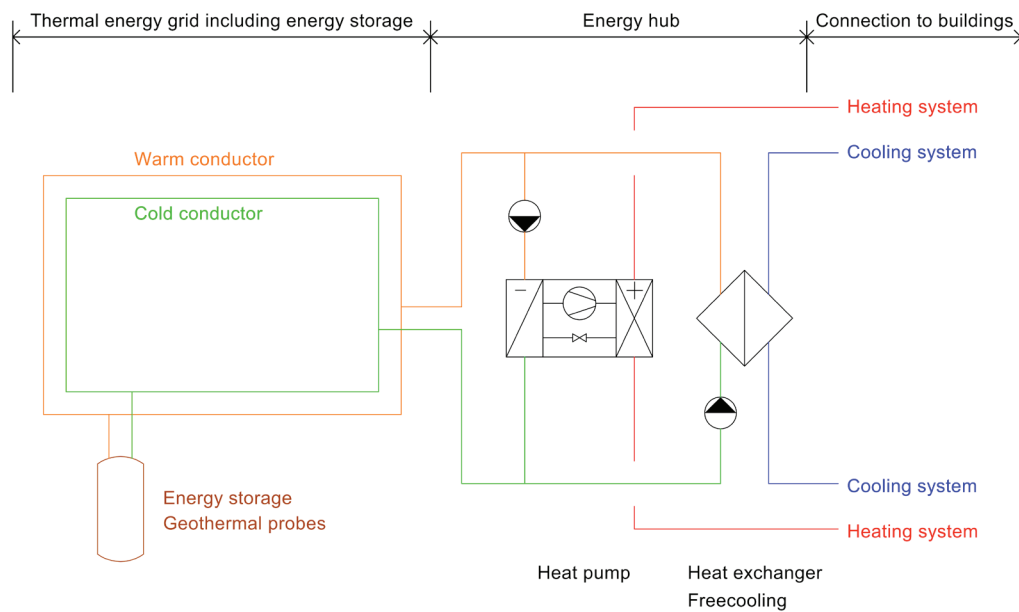 Thermal energy grid including energy storage
Energy hub
Connection to buildings
Heating system
Cooling system
Warm conductor
Cold conductor
Energy storage
Geothermal probes
Cooling system
Heating system
Heat pump
Heat exchanger
Freecooling